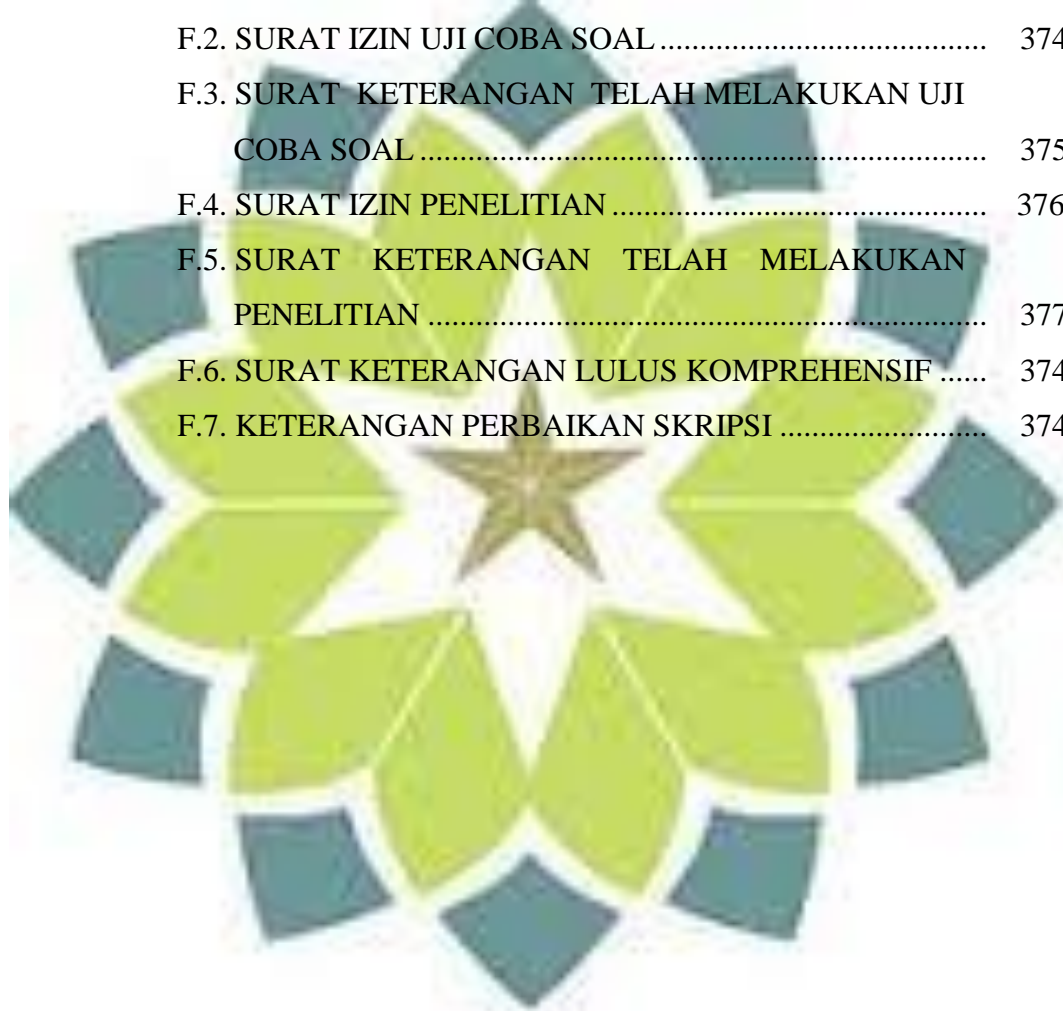 F.2. SURAT IZIN UJI COBA SOAL ..................................... 374
F.3. SURAT KETERANGAN TELAH MELAKUKAN UJI
COBA SOAL ................................................................ 375
F.4. SURAT IZIN PENELITIAN .......................................... 376
F.5. SURAT KETERANGAN TELAH MELAKUKAN
PENELITIAN ............................................................... 377
F.6. SURAT KETERANGAN LULUS KOMPREHENSIF ...... 374
F.7. KETERANGAN PERBAIKAN SKRIPSI ....................... 374